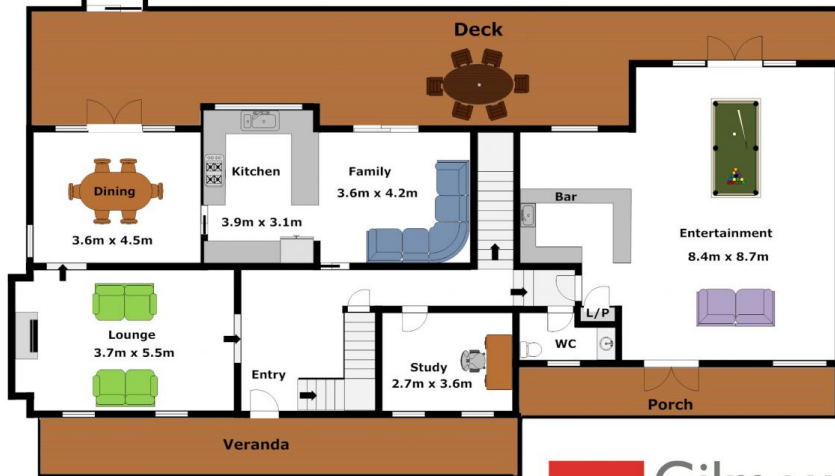 Deck
Kitchen
Family
3.6m x 4.2m
Dining
Bar
3.9m x 3.1m
3.6m x 4.5m
Entertainment
8.4m x 8.7m
L/P
Lounge
3.7m x 5.5m
WC
Entry
Study
2.7m x 3.6m
Porch
Veranda